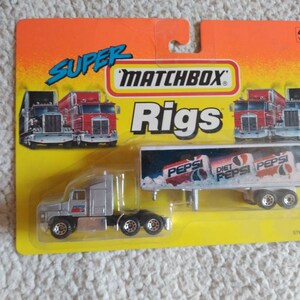 SUPER
MATCHBOX
Rigs
PEPSI
DIET
PEPSI
PEPSI